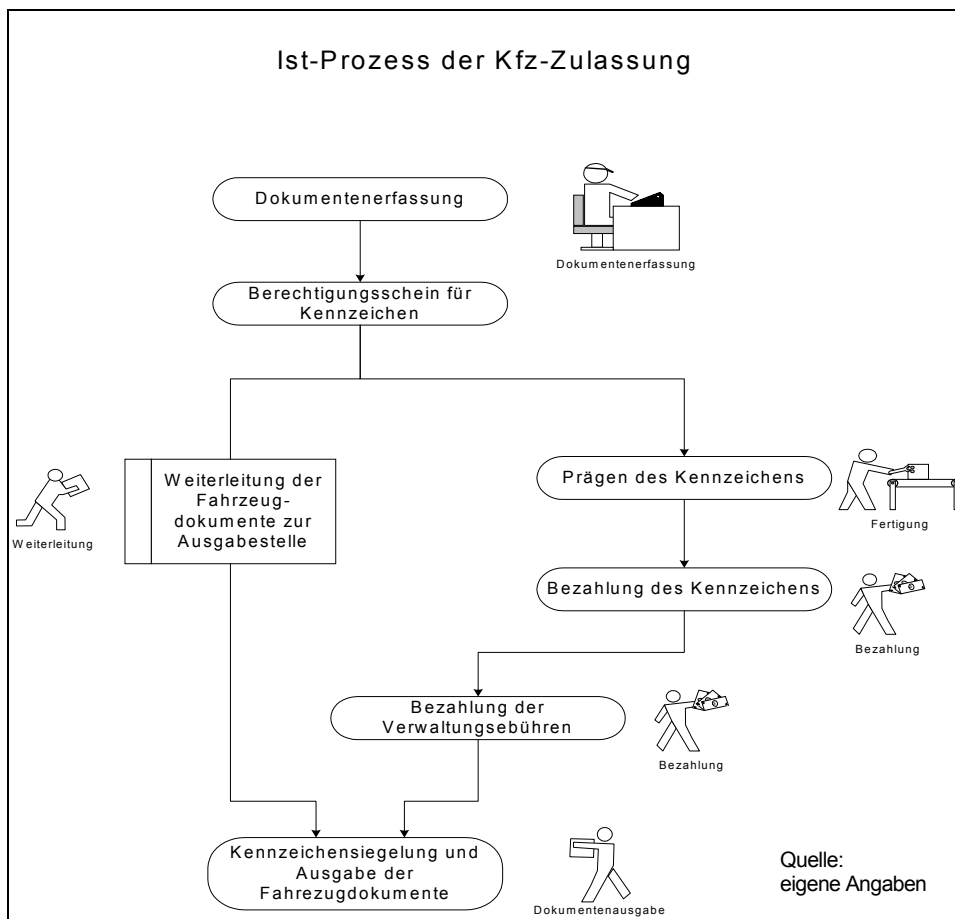 Ist-Prozess der Kfz-Zulassung
Dokumentenerfassung
Dokumentenerfassung
Berechtigungsschein für
Kennzeichen
Weiterleitung der
Fahrzeug-
dokumente zur
Ausgabestelle
Weiterleitung
Prägen des Kennzeichens
Fertigung
Bezahlung des Kennzeichens
Bezahlung
Bezahlung der
Verwaltungsebühren
Bezahlung
Kennzeichensiegelung und
Ausgabe der
Fahrezugdokumente
Dokumentenausgabe
Quelle:
eigene Angaben